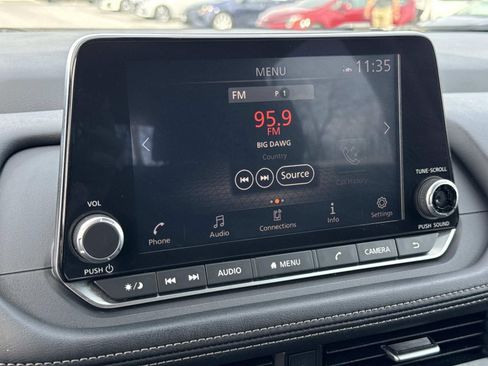 MENU 11:35
FM P 1
95.9
FM
BIG DAWG
Country
Source
Call History
Phone Audio Connections Info Settings
VOL
PUSH
TUNE·SCROLL
PUSH SOUND
AUDIO MENU CAMERA